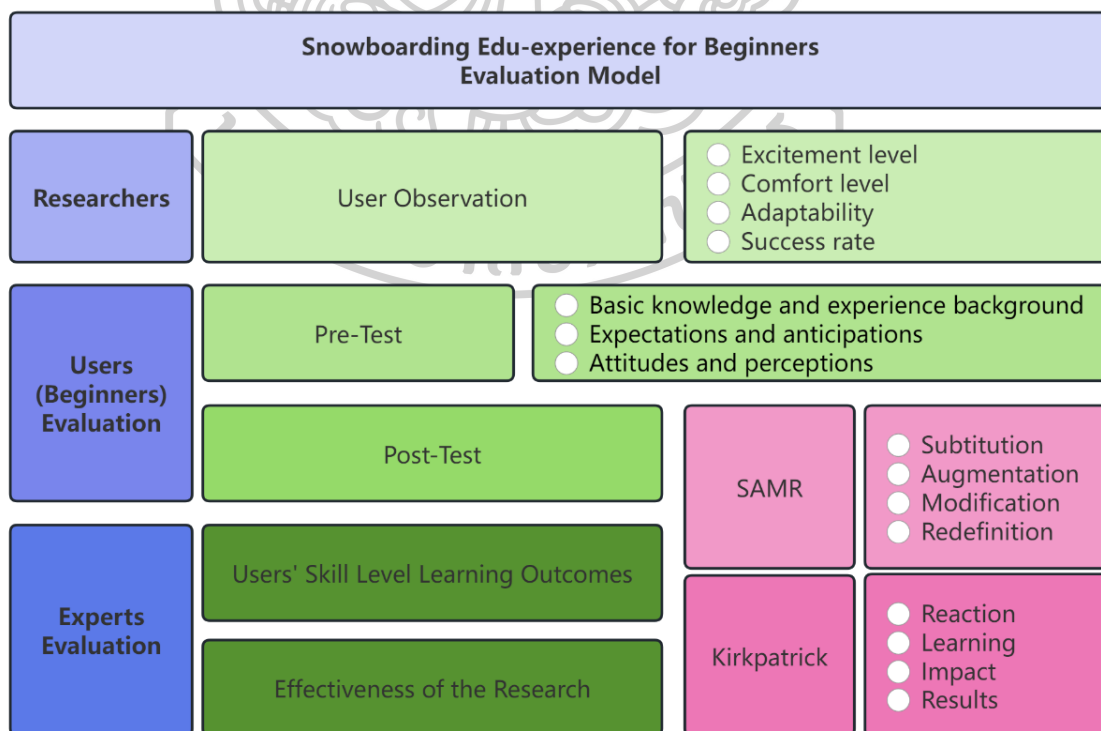 Snowboarding Edu-experience for Beginners
Evaluation Model
Researchers
User Observation
Excitement level
Comfort level
Adaptability
Success rate
Users
(Beginners)
Evaluation
Pre-Test
Basic knowledge and experience background
Expectations and anticipations
Attitudes and perceptions
Post-Test
SAMR
Subtitution
Augmentation
Modification
Redefinition
Experts
Evaluation
Users' Skill Level Learning Outcomes
Effectiveness of the Research
Kirkpatrick
Reaction
Learning
Impact
Results